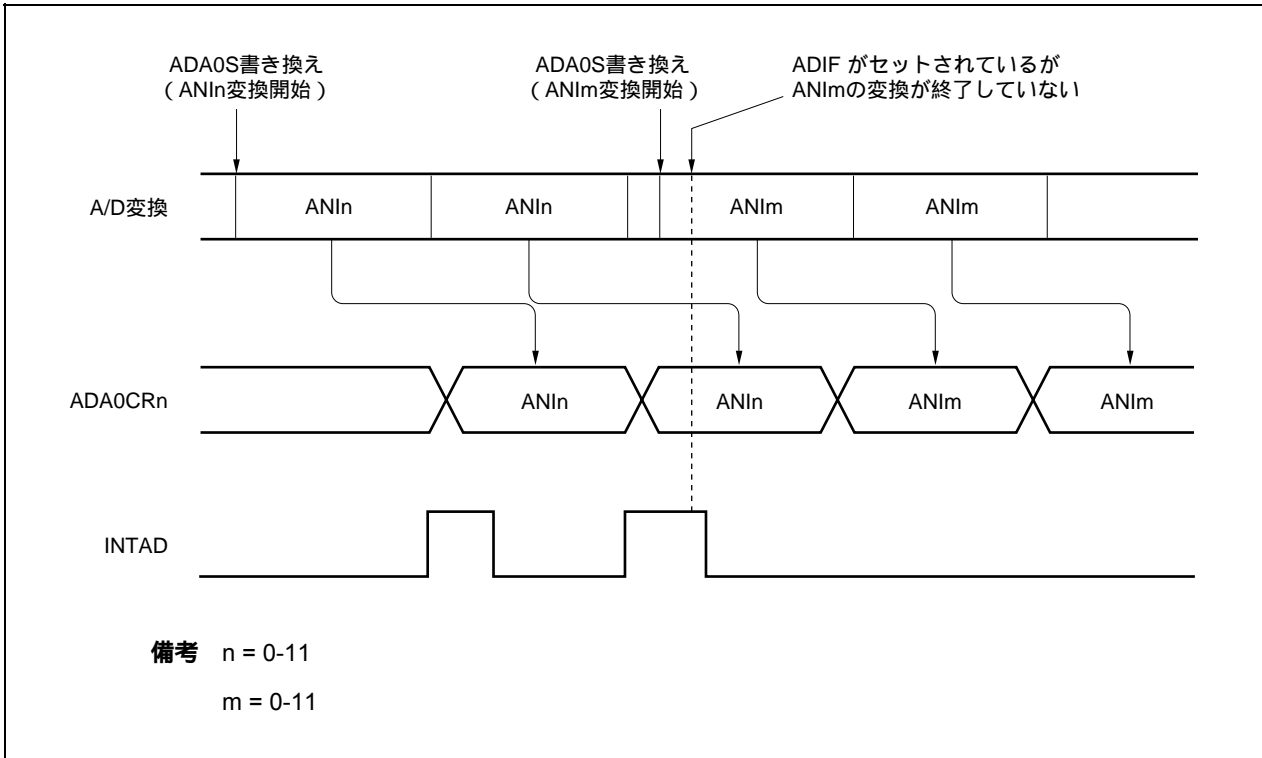 ADA0S書き換え
（ANIn変換開始）
ADA0S書き換え
（ANIm変換開始）
ADIF がセットされているが
ANImの変換が終了していない
A/D変換
ANIn
ANIn
ANIm
ANIm
ADA0CRn
ANIn
ANIn
ANIm
ANIm
INTAD
備考 n = 0-11
m = 0-11